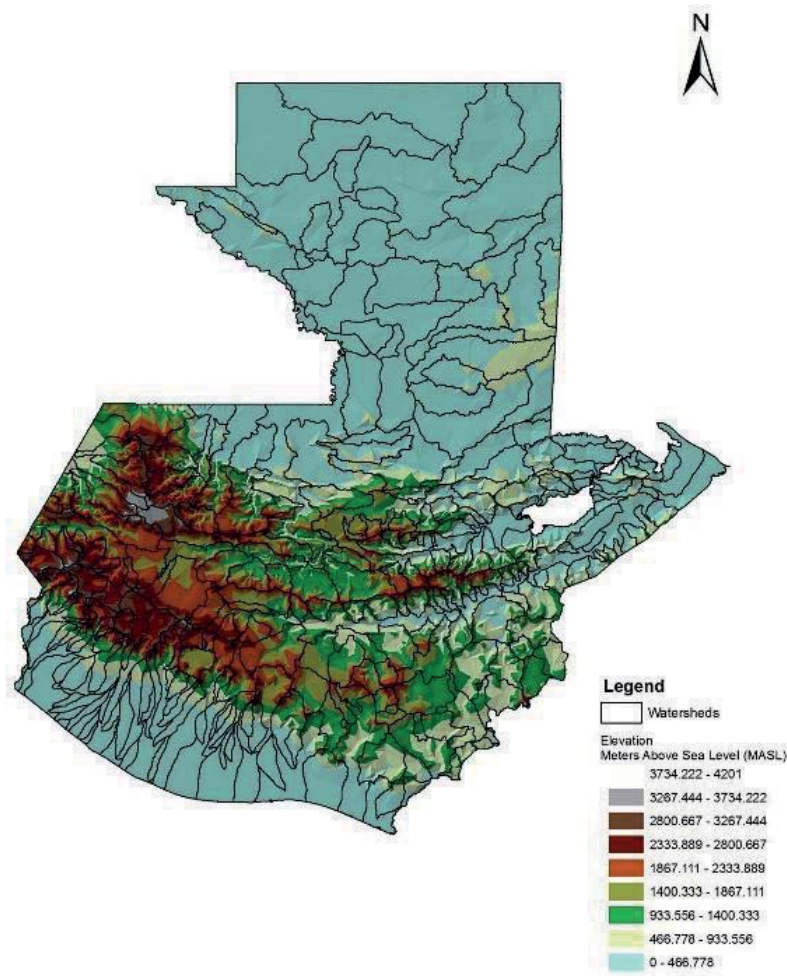 N
Legend
Watersheds
Elevation
Meters Above Sea Level (MASL)
3734.222 - 4201
3267.444 - 3734.222
2800.667 - 3267.444
2333.889 - 2800.667
1867.111 - 2333.889
1400.333 - 1867.111
933.556 - 1400.333
466.778 - 933.556
0 - 466.778